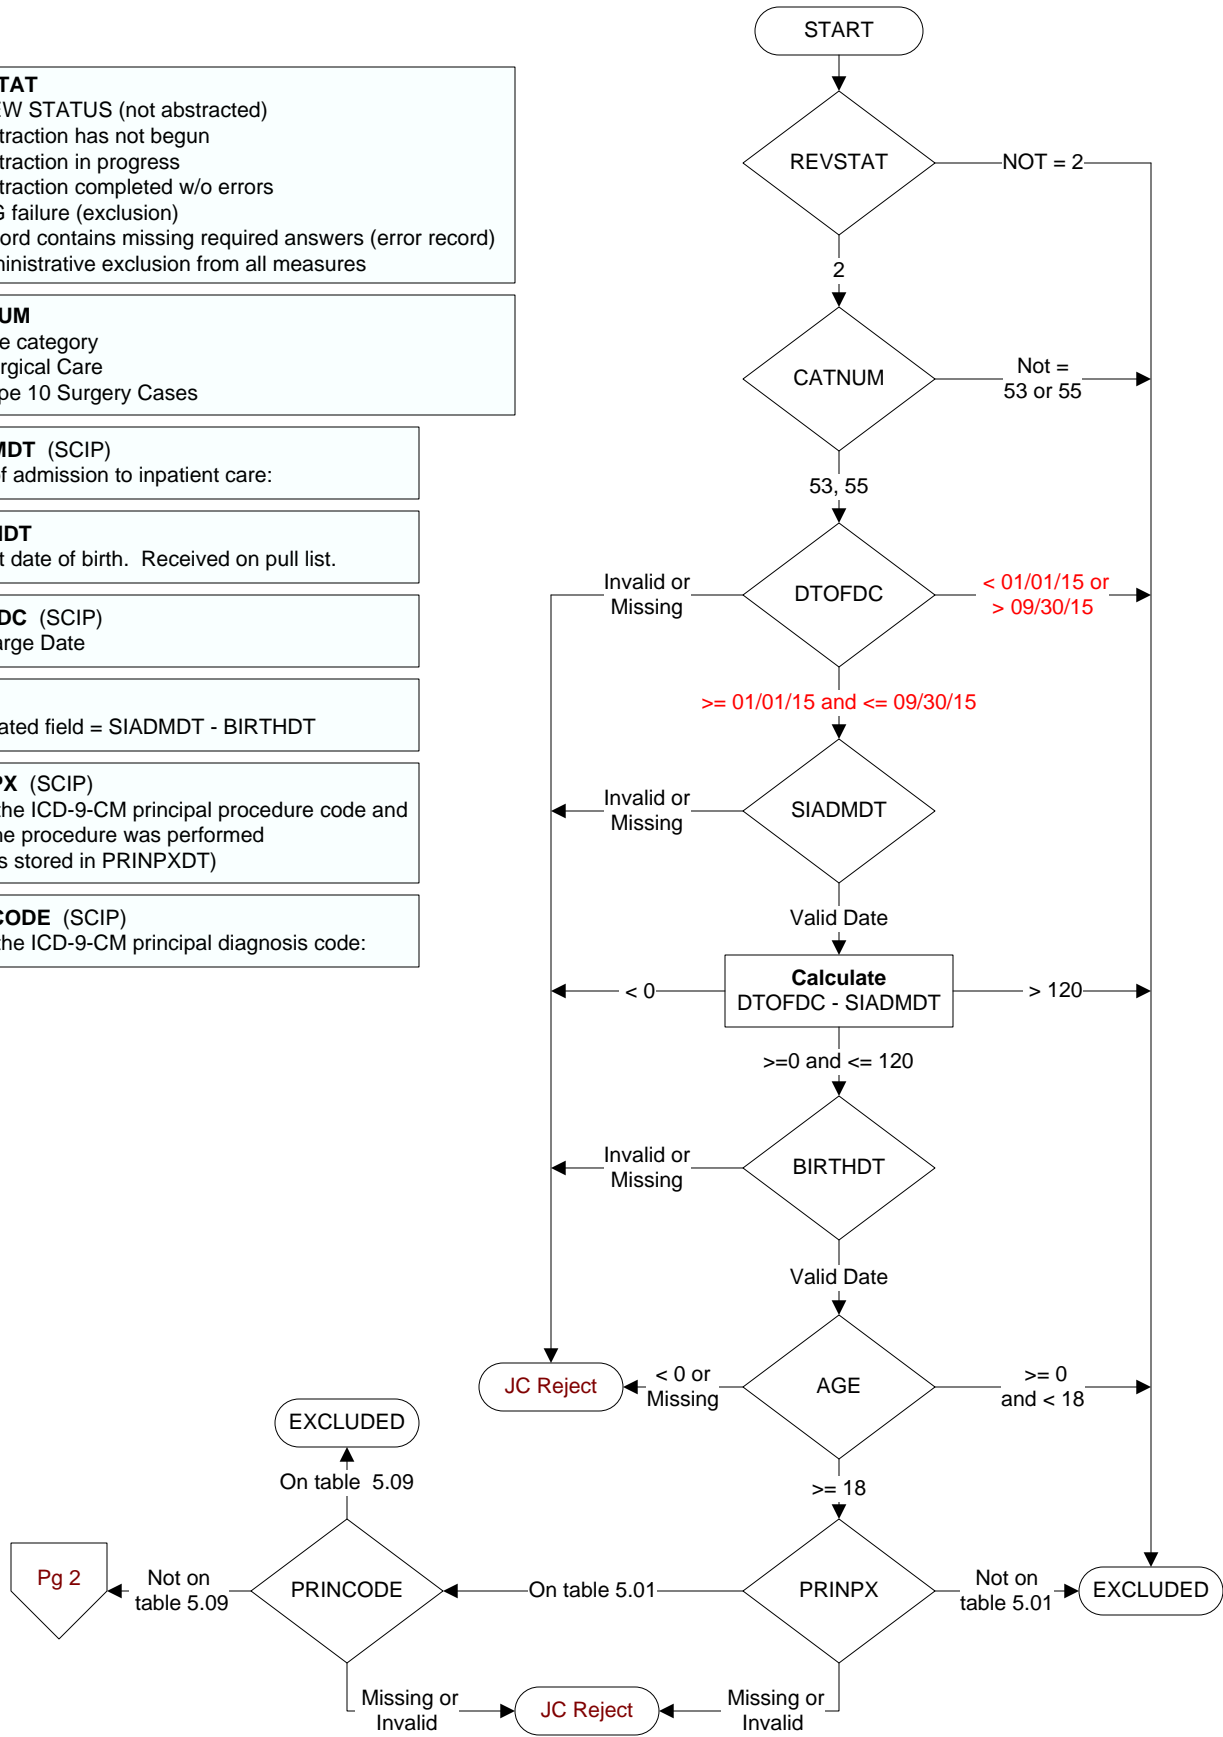 TAT
EW STATUS (not abstracted)
traction has not begun
traction in progress
traction completed w/o errors
G failure (exclusion)
ord contains missing required answers (error record)
ninistrative exclusion from all measures
UM
e category
rgical Care
pe 10 Surgery Cases
MDT (SCIP)
of admission to inpatient care:
HDT
t date of birth. Received on pull list.
DC (SCIP)
arge Date
ated field = SIADMDT - BIRTHDT
PX (SCIP)
the ICD-9-CM principal procedure code and
he procedure was performed
s stored in PRINPXDT)
CODE (SCIP)
the ICD-9-CM principal diagnosis code:
START
REVSTAT
NOT = 2
2
CATNUM
Not =
53 or 55
53, 55
Invalid or
Missing
DTOFDC
< 01/01/15 or
> 09/30/15
>= 01/01/15 and <= 09/30/15
Invalid or
Missing
SIADMDT
Valid Date
< 0
Calculate
DTOFDC - SIADMDT
> 120
>=0 and <= 120
Invalid or
Missing
BIRTHDT
Valid Date
JC Reject
< 0 or
Missing
AGE
>= 0
and < 18
EXCLUDED
On table 5.09
>= 18
Pg 2
Not on
table 5.09
PRINCODE
On table 5.01
PRINPX
Not on
table 5.01
EXCLUDED
Missing or
Invalid
JC Reject
Missing or
Invalid